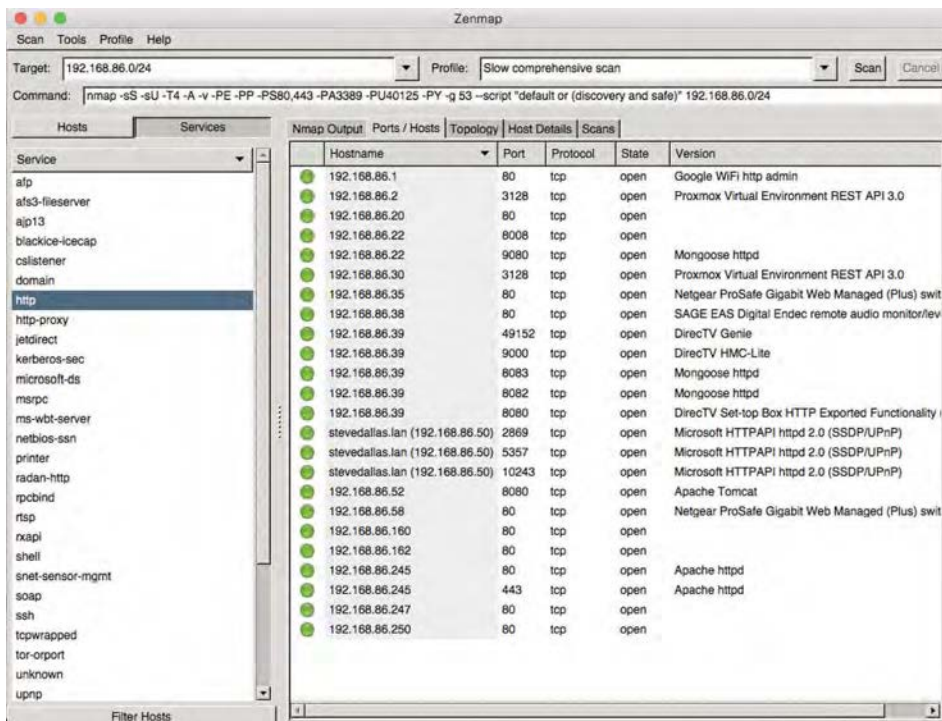 Zenmap
Scan Tools Profile Help
Target: 192.168.86.0/24 Profile: Slow comprehensive scan Scan Cancel
Command: nmap -sS -sU -T4 -A -v -PE -PP -PS80,443 -PA3389 -PU40125 -PY -g 53 --script "default or (discovery and safe)" 192.168.86.0/24
Hosts Services
Nmap Output Ports / Hosts Topology Host Details Scans
Service
afp
afs3-fileserver
ajp13
blackice-icecap
cslistener
domain
http
http-proxy
jetdirect
kerberos-sec
microsoft-ds
msrpc
ms-wbt-server
netbios-ssn
printer
radan-http
rpcbind
rtsp
rxapi
shell
snet-sensor-mgmt
soap
ssh
tcpwrapped
tor-orport
unknown
upnp
Filter Hosts
Hostname Port Protocol State Version
192.168.86.1 80 tcp open Google WiFi http admin
192.168.86.2 3128 tcp open Proxmox Virtual Environment REST API 3.0
192.168.86.20 80 tcp open
192.168.86.22 8008 tcp open
192.168.86.22 9080 tcp open Mongoose httpd
192.168.86.30 3128 tcp open Proxmox Virtual Environment REST API 3.0
192.168.86.35 80 tcp open Netgear ProSafe Gigabit Web Managed (Plus) swit
192.168.86.38 80 tcp open SAGE EAS Digital Endec remote audio monitor/lev
192.168.86.39 49152 tcp open DirecTV Genie
192.168.86.39 9000 tcp open DirecTV HMC-Lite
192.168.86.39 8083 tcp open Mongoose httpd
192.168.86.39 8082 tcp open Mongoose httpd
192.168.86.39 8080 tcp open DirecTV Set-top Box HTTP Exported Functionality
stevedallas.lan (192.168.86.50) 2869 tcp open Microsoft HTTPAPI httpd 2.0 (SSDP/UPnP)
stevedallas.lan (192.168.86.50) 5357 tcp open Microsoft HTTPAPI httpd 2.0 (SSDP/UPnP)
stevedallas.lan (192.168.86.50) 10243 tcp open Microsoft HTTPAPI httpd 2.0 (SSDP/UPnP)
192.168.86.52 8080 tcp open Apache Tomcat
192.168.86.58 80 tcp open Netgear ProSafe Gigabit Web Managed (Plus) swit
192.168.86.160 80 tcp open
192.168.86.162 80 tcp open
192.168.86.245 80 tcp open Apache httpd
192.168.86.245 443 tcp open Apache httpd
192.168.86.247 80 tcp open
192.168.86.250 80 tcp open